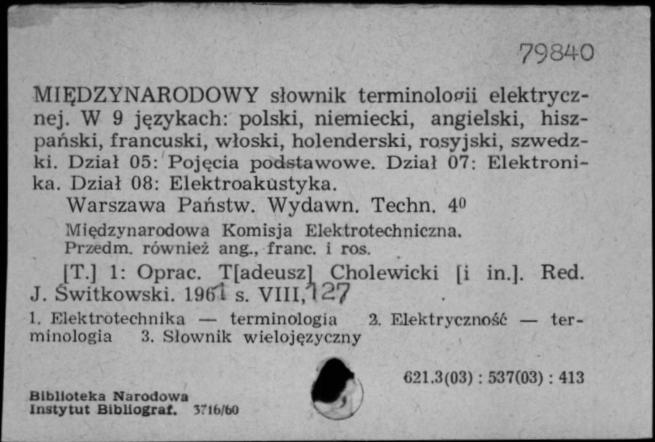 79840
MIĘDZYNARODOWY słownik terminologii elektrycz-
nej. W 9 językach: polski, niemiecki, angielski, hisz-
pański, francuski, włoski, holenderski, rosyjski, szwedz-
ki. Dział 05: Pojęcia podstawowe. Dział 07: Elektroni-
ka. Dział 08: Elektroakustyka.
Warszawa Państw. Wydawn. Techn. 4º
Międzynarodowa Komisja Elektrotechniczna.
Przedm. również ang., franc. i ros.
[T.] 1: Oprac. T[adeusz] Cholewicki [i in.]. Red.
J. Świtkowski. 1961 s. VIII, 127
1. Elektrotechnika — terminologia 2. Elektryczność — ter-
minologia 3. Słownik wielojęzyczny
621.3(03) : 537(03) : 413
Biblioteka Narodowa
Instytut Bibliograf. 3716/60